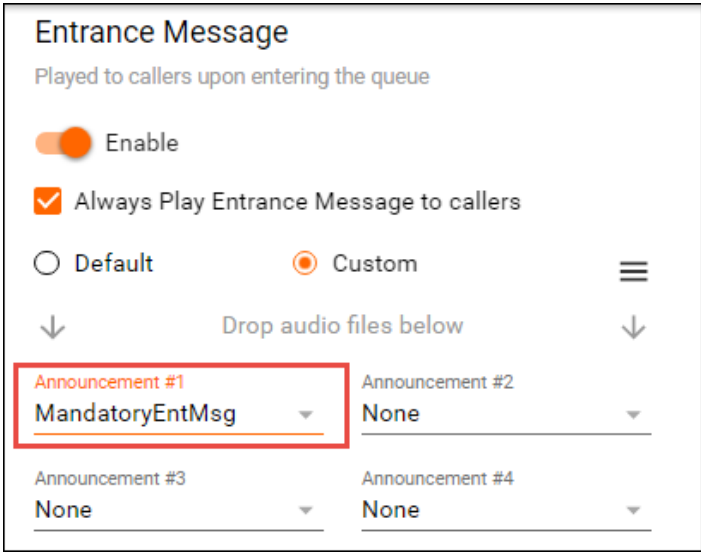 Entrance Message
Played to callers upon entering the queue
Enable
Always Play Entrance Message to callers
Default Custom
Drop audio files below
Announcement #1 Announcement #2
MandatoryEntMsg None
Announcement #3 Announcement #4
None None